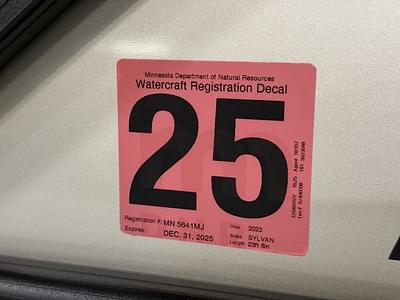 Minnesota Department of Natural Resources
Watercraft Registration Decal
25
Registration #: MN 5641MJ
Expires: DEC. 31, 2025
Year 2023
Make SYLVAN
Length 23ft 8in